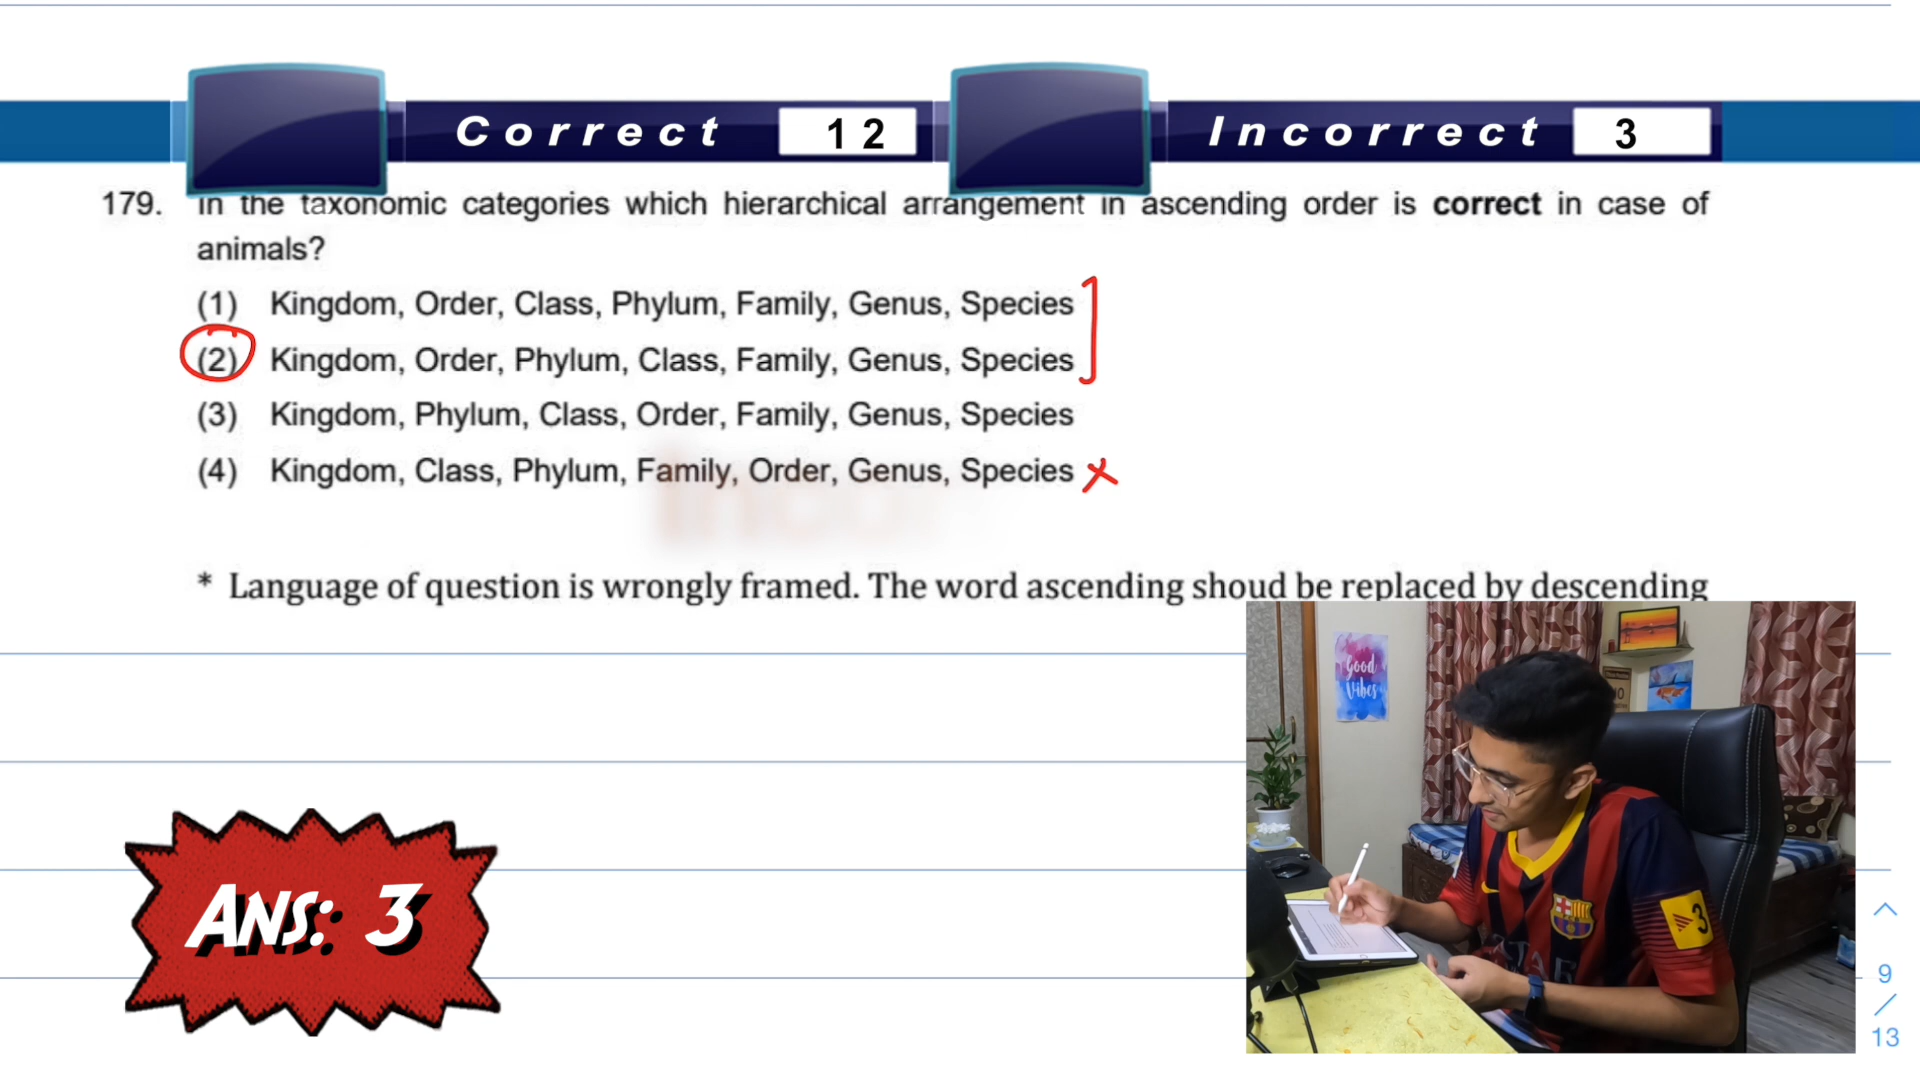 Correct 12 Incorrect 3
179. In the taxonomic categories which hierarchical arrangement in ascending order is correct in case of
animals?
(1) Kingdom, Order, Class, Phylum, Family, Genus, Species
(2) Kingdom, Order, Phylum, Class, Family, Genus, Species
(3) Kingdom, Phylum, Class, Order, Family, Genus, Species
(4) Kingdom, Class, Phylum, Family, Order, Genus, Species
* Language of question is wrongly framed. The word ascending shoud be replaced by descending
Good
Vibes
3
ANS: 3
9
/
13